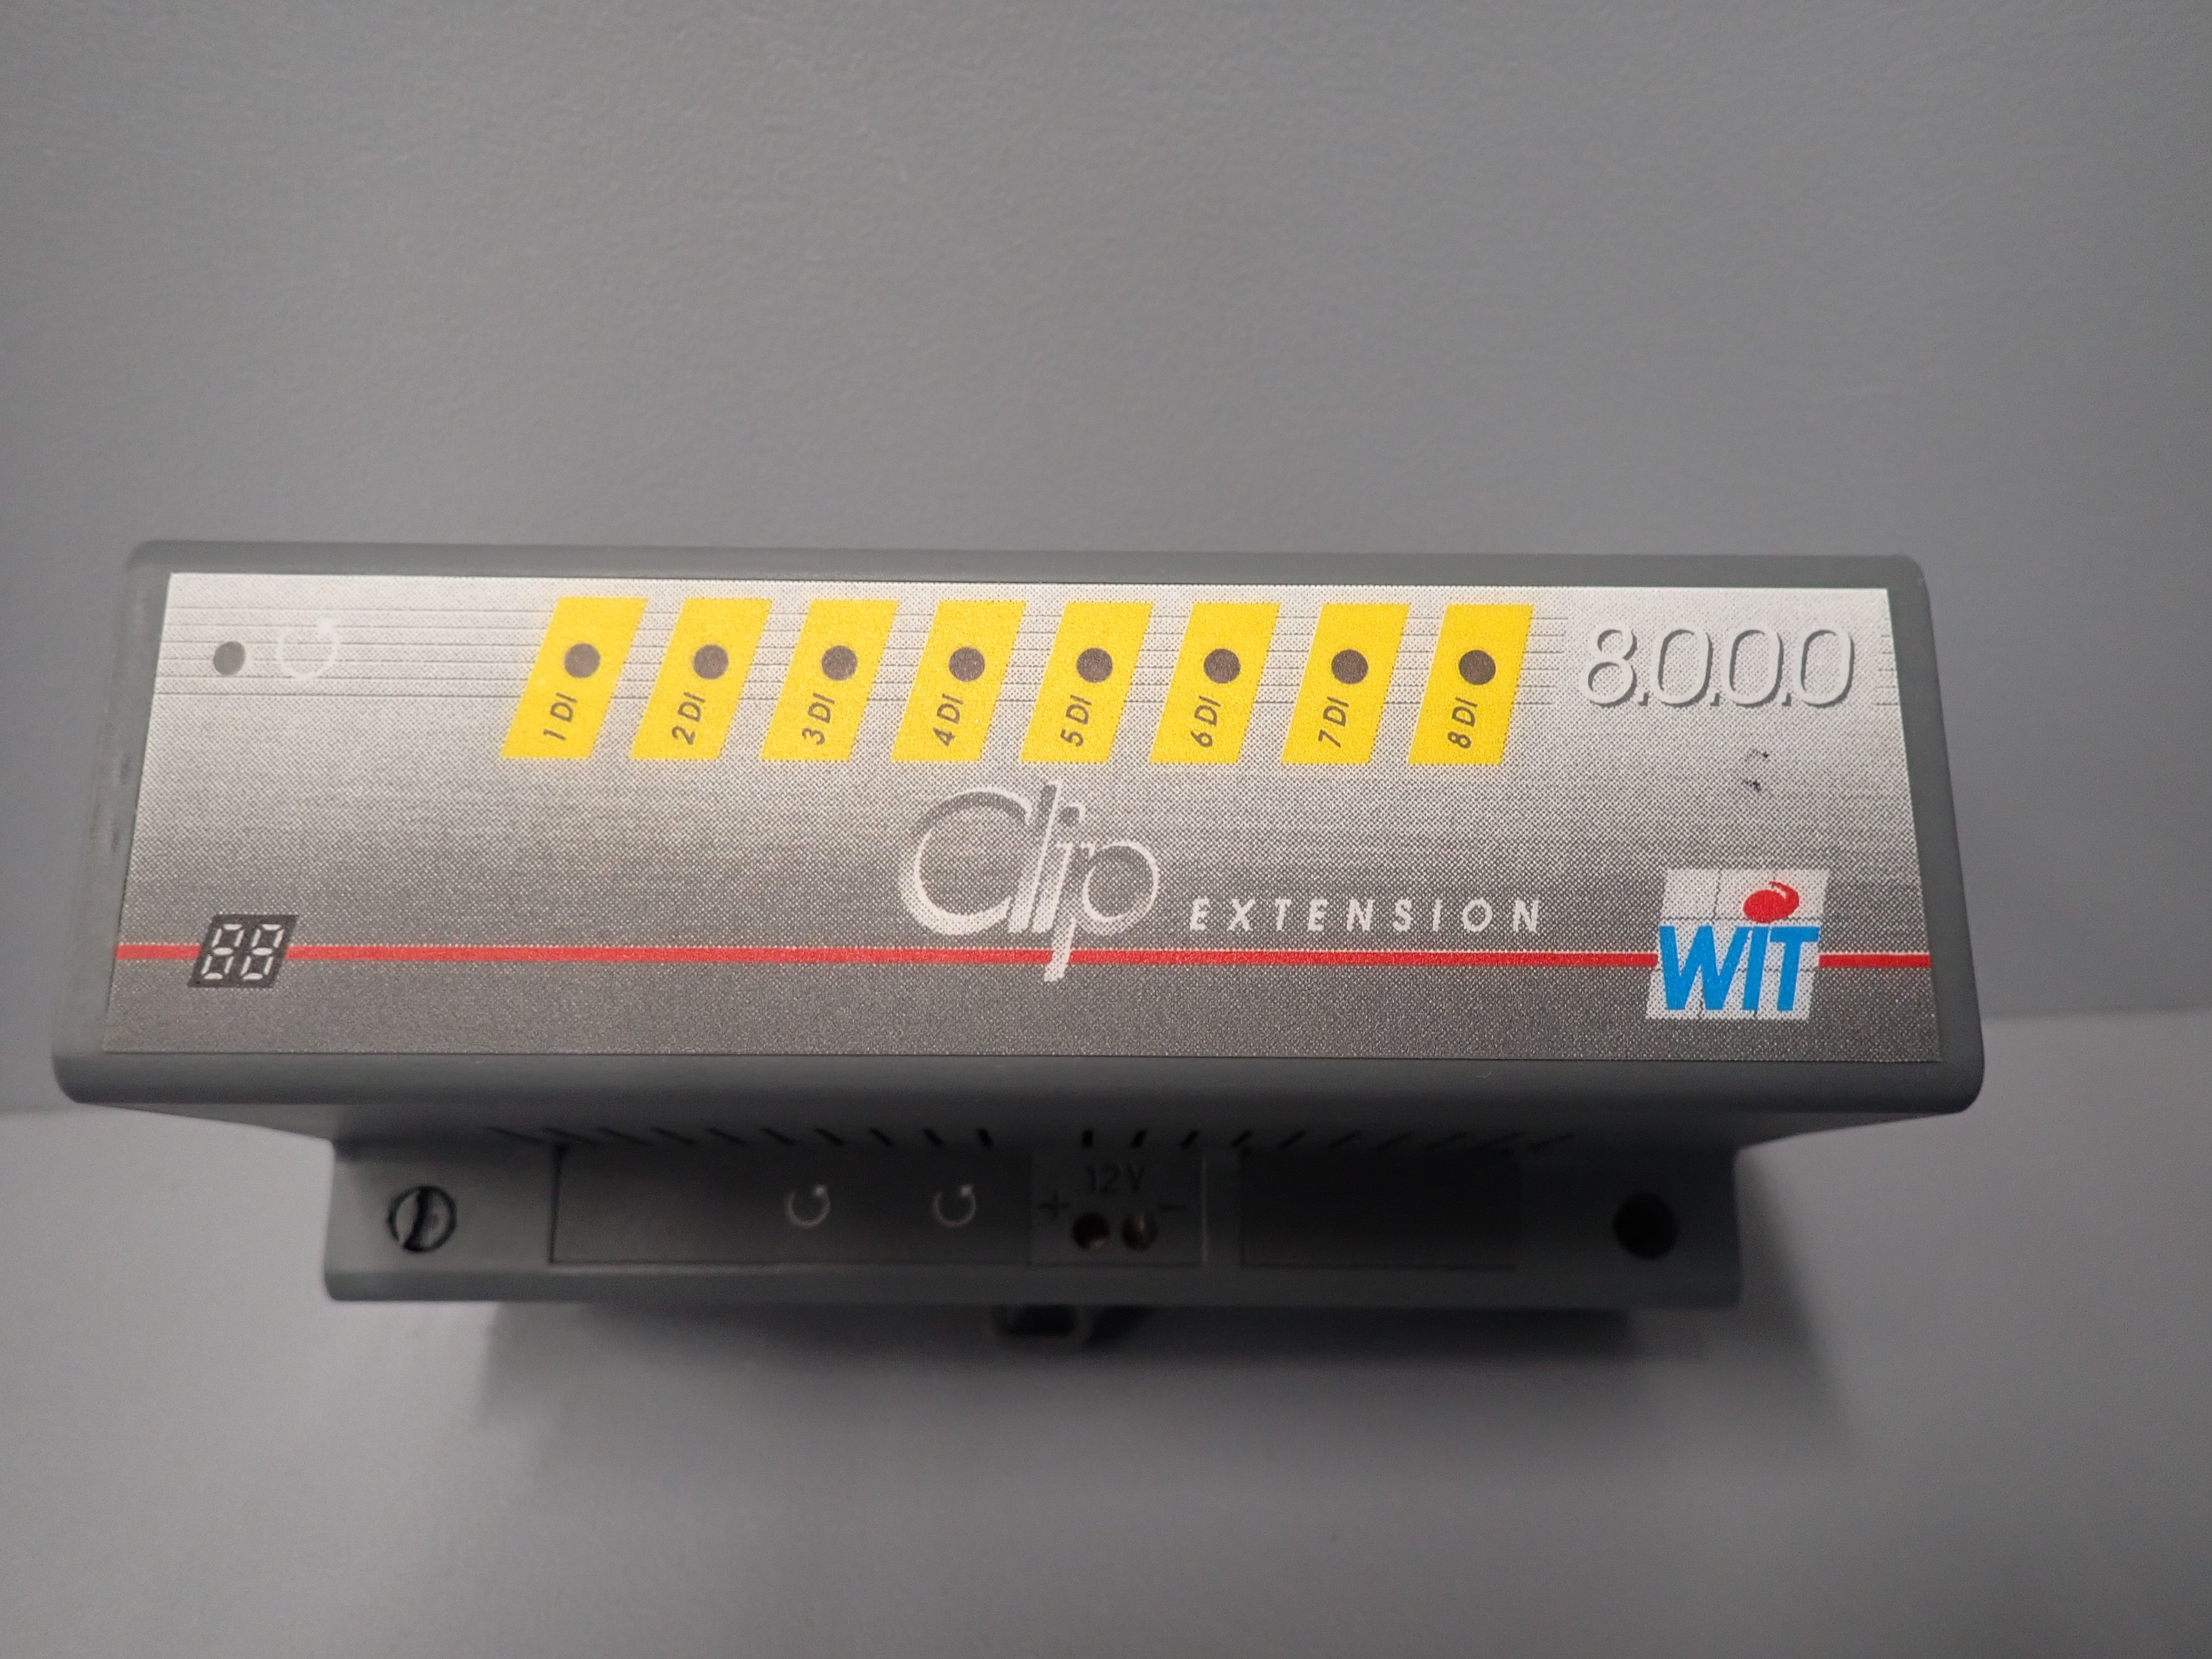 1 DI 2 DI 3 DI 4 DI 5 DI 6 DI 7 DI 8 DI 8.0.0.0
Clip EXTENSION
88
WIT
12V
+ −